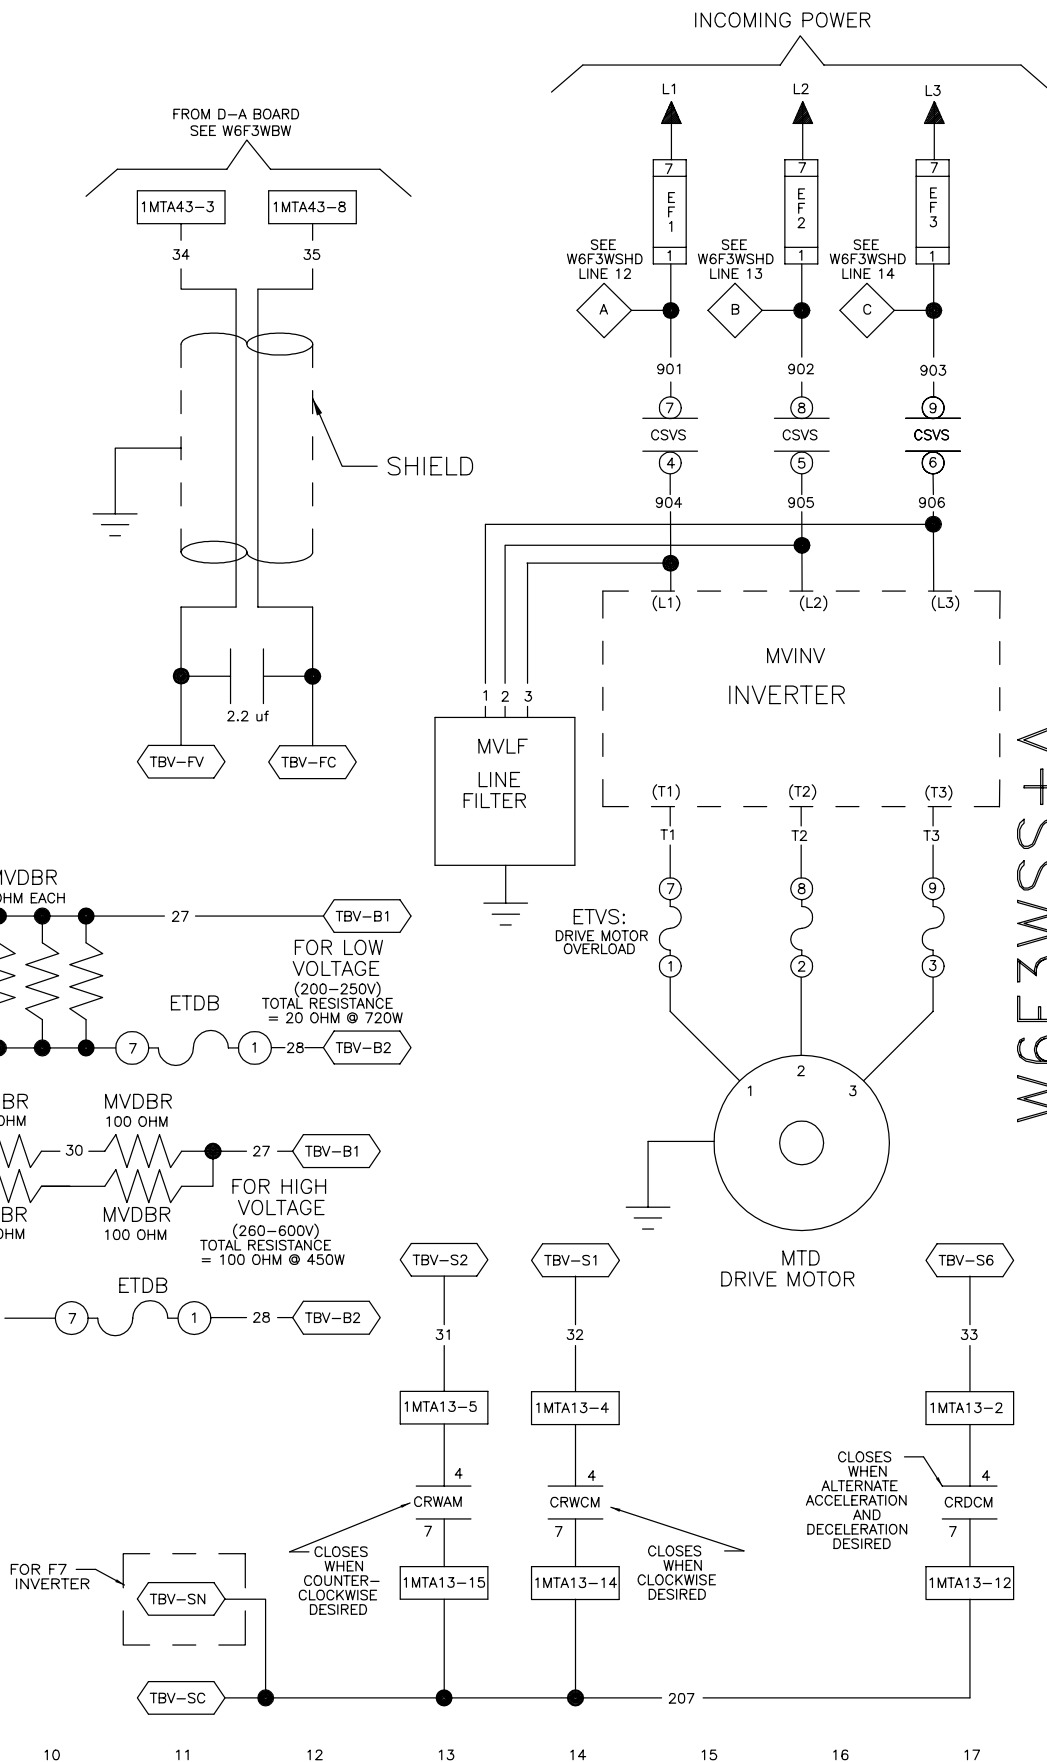 INCOMING POWER
L1
L2
L3
FROM D-A BOARD
SEE W6F3WBW
7
7
7
EF1
EF2
EF3
1
1
1
1MTA43-3
1MTA43-8
34
35
SEE
W6F3WSHD
LINE 12
SEE
W6F3WSHD
LINE 13
SEE
W6F3WSHD
LINE 14
A
B
C
901
902
903
7
8
9
CSVS
CSVS
CSVS
4
5
6
SHIELD
904
905
906
(L1)
(L2)
(L3)
MVINV
INVERTER
1 2 3
2.2 uf
TBV-FV
TBV-FC
MVLF
LINE
FILTER
(T1)
(T2)
(T3)
T1
T2
T3
W6F3WSS+A
7
8
9
ETVS:
DRIVE MOTOR
OVERLOAD
1
2
3
MVDBR
OHM EACH
27
TBV-B1
FOR LOW
VOLTAGE
(200-250V)
TOTAL RESISTANCE
= 20 OHM @ 720W
ETDB
7
1
28
TBV-B2
1
2
3
MTD
DRIVE MOTOR
BR
OHM
MVDBR
100 OHM
30
27
TBV-B1
BR
OHM
MVDBR
100 OHM
FOR HIGH
VOLTAGE
(260-600V)
TOTAL RESISTANCE
= 100 OHM @ 450W
ETDB
7
1
28
TBV-B2
TBV-S2
TBV-S1
TBV-S6
31
32
33
1MTA13-5
1MTA13-4
1MTA13-2
4
4
4
CRWAM
CRWCM
CRDCM
7
7
7
CLOSES
WHEN
ALTERNATE
ACCELERATION
AND
DECELERATION
DESIRED
CLOSES
WHEN
COUNTER-
CLOCKWISE
DESIRED
CLOSES
WHEN
CLOCKWISE
DESIRED
1MTA13-15
1MTA13-14
1MTA13-12
FOR F7
INVERTER
TBV-SN
TBV-SC
207
10 11 12 13 14 15 16 17